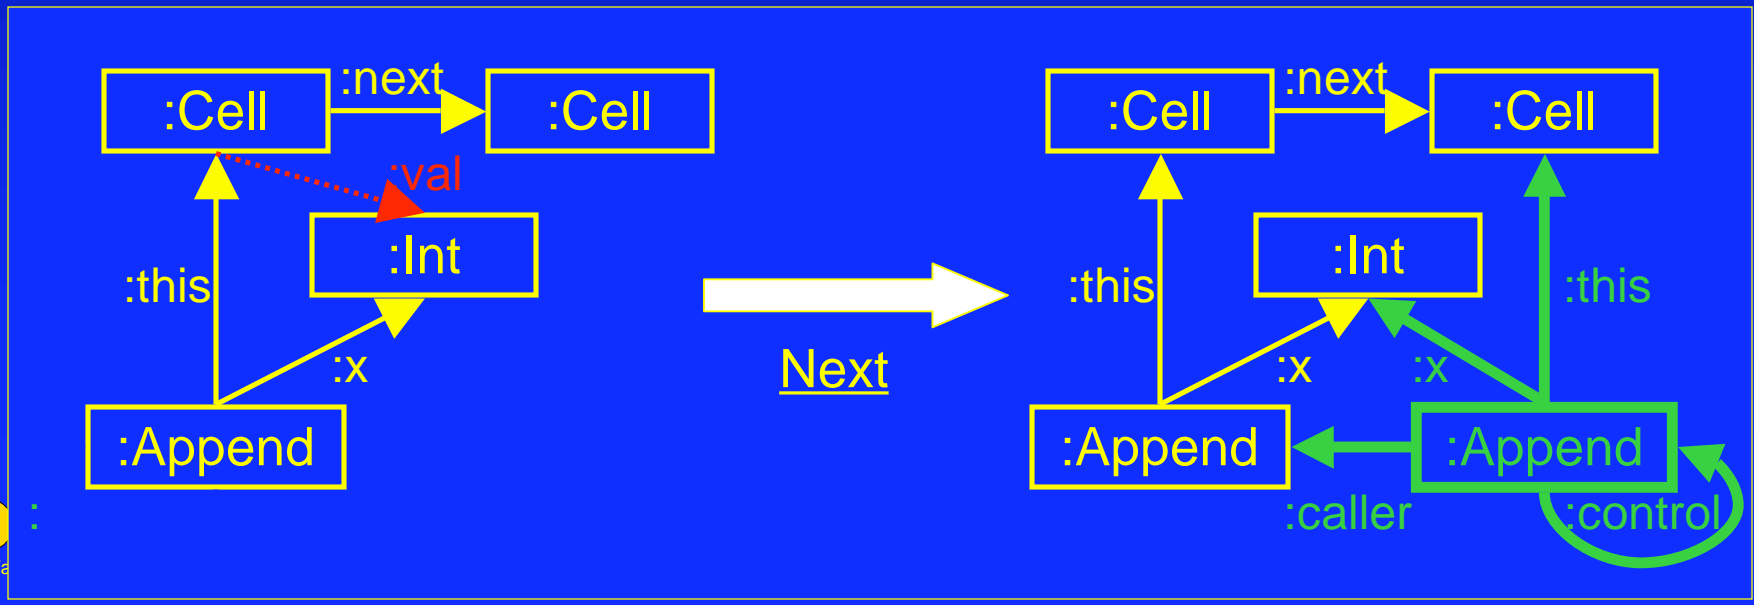 :next
:Cell
:Cell
:val
:Int
:this
:x
:Append
:
a
Next
:next
:Cell
:Cell
:Int
:this
:this
:x
:x
:Append
:Append
:caller
:control